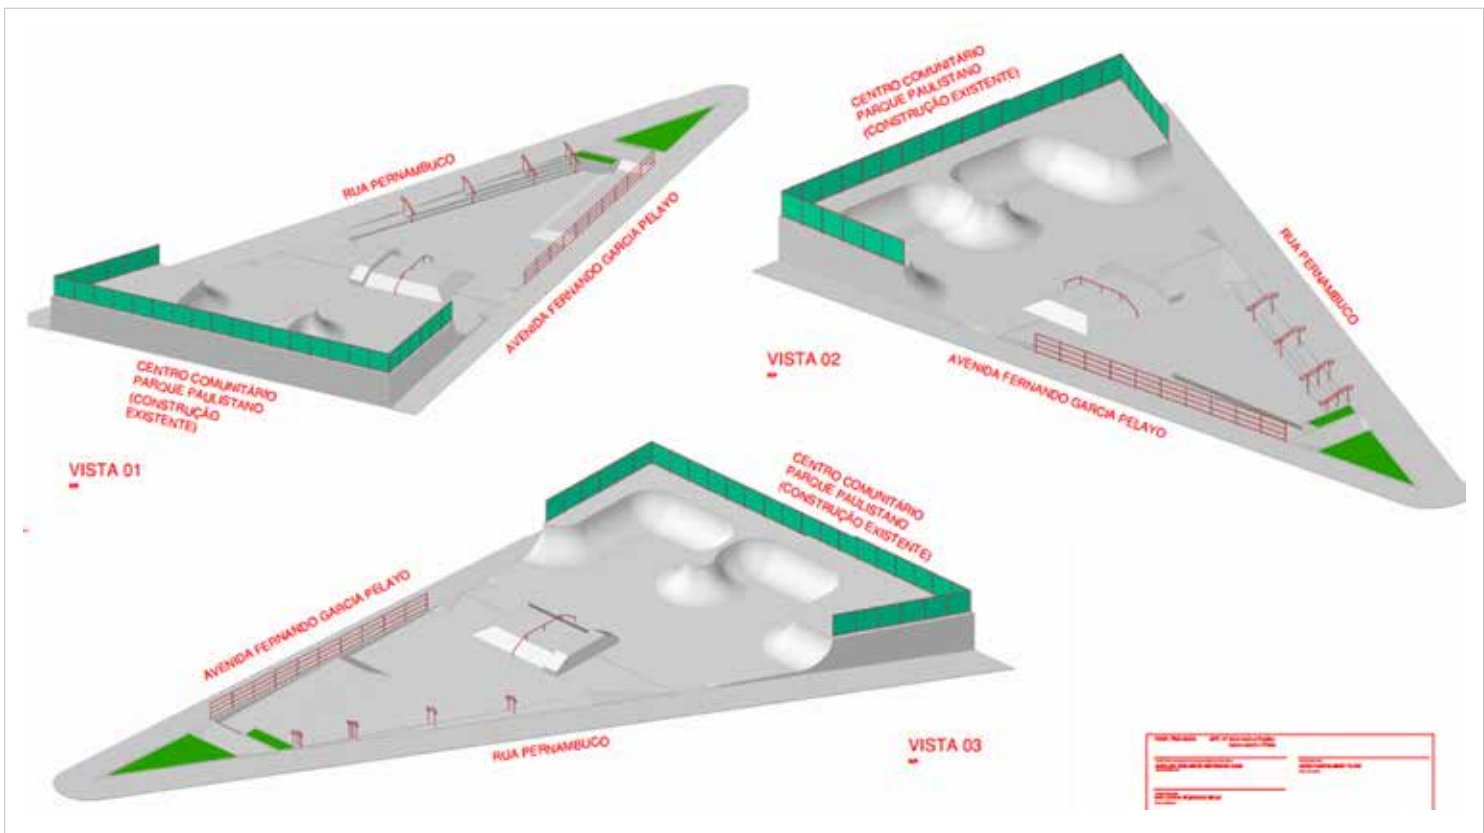 RUA PERNAMBUCO
AVENIDA FERNANDO GARCIA PELAYO
CENTRO COMUNITÁRIO
PARQUE PAULISTANO
(CONSTRUÇÃO
EXISTENTE)
VISTA 01
CENTRO COMUNITÁRIO
PARQUE PAULISTANO
(CONSTRUÇÃO EXISTENTE)
RUA PERNAMBUCO
AVENIDA FERNANDO GARCIA PELAYO
VISTA 02
CENTRO COMUNITÁRIO
PARQUE PAULISTANO
(CONSTRUÇÃO EXISTENTE)
AVENIDA FERNANDO GARCIA PELAYO
RUA PERNAMBUCO
VISTA 03